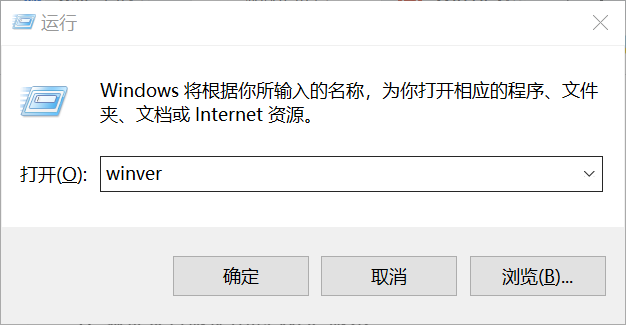 运行
Windows 将根据你所输入的名称，为你打开相应的程序、文件
夹、文档或 Internet 资源。
打开(O): winver
确定 取消 浏览(B)...